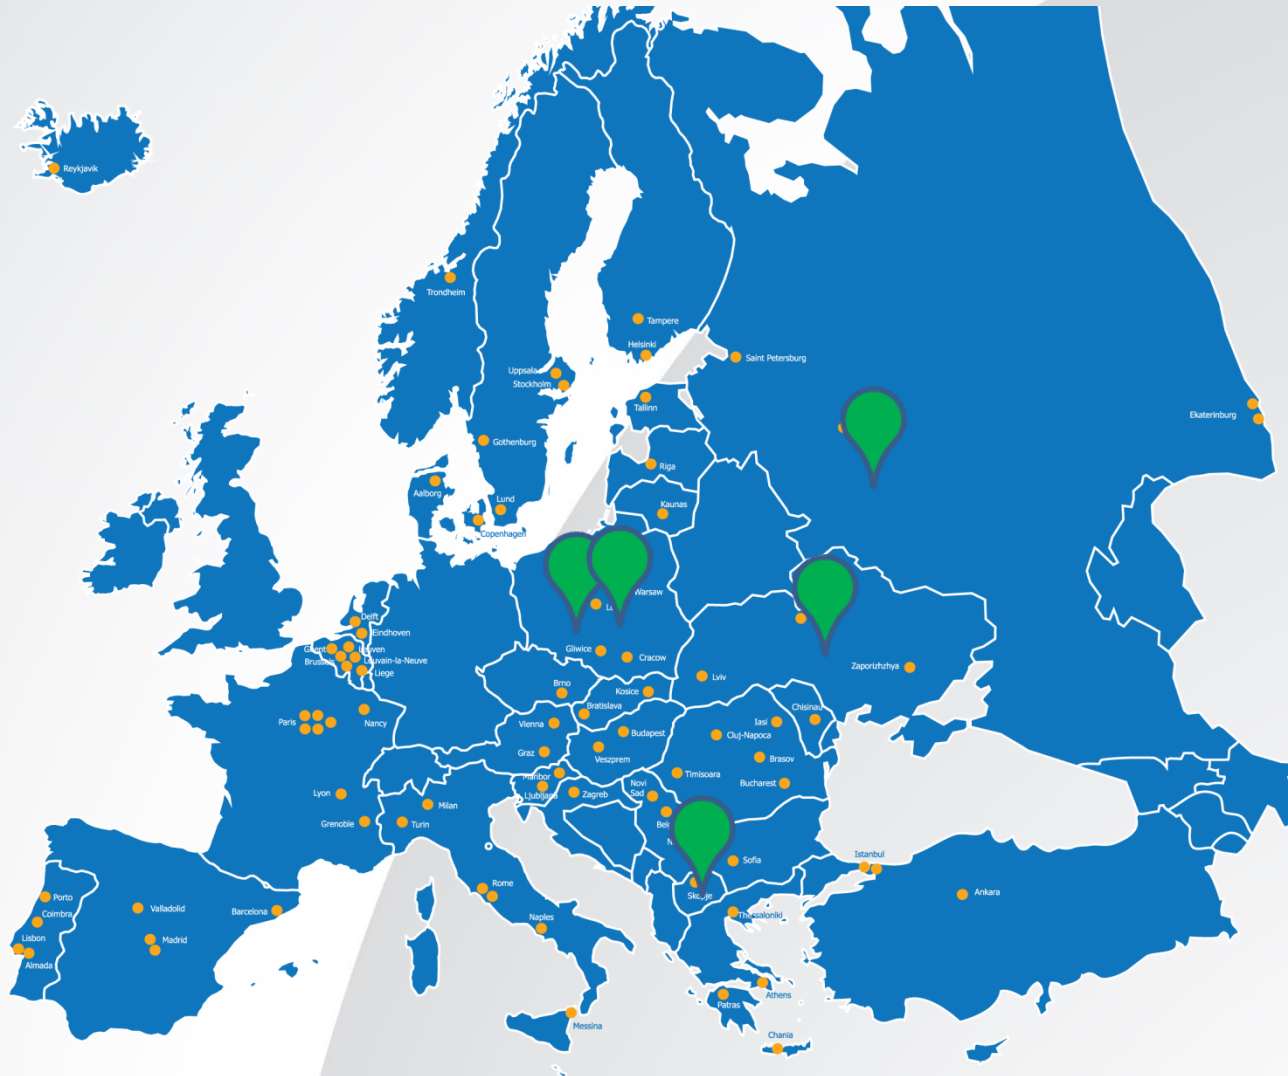 Reykjavik
Trondheim
Tampere
Helsinki
Saint Petersburg
Uppsala
Stockholm
Tallinn
Ekaterinburg
Gothenburg
Riga
Aalborg
Lund
Kaunas
Copenhagen
Warsaw
Delft
Eindhoven
Ghent
Leuven
Brussels
Louvain-la-Neuve
Liege
Gliwice
Cracow
Zaporizhzhya
Lviv
Brno
Kosice
Bratislava
Chisinau
Paris
Nancy
Vienna
Budapest
Iasi
Cluj-Napoca
Graz
Veszprem
Brasov
Maribor
Timisoara
Bucharest
Ljubljana
Zagreb
Novi
Sad
Lyon
Milan
Grenoble
Turin
Sofia
Istanbul
Skopje
Ankara
Rome
Porto
Valladolid
Barcelona
Coimbra
Naples
Thessaloniki
Lisbon
Madrid
Almada
Athens
Patras
Messina
Chania